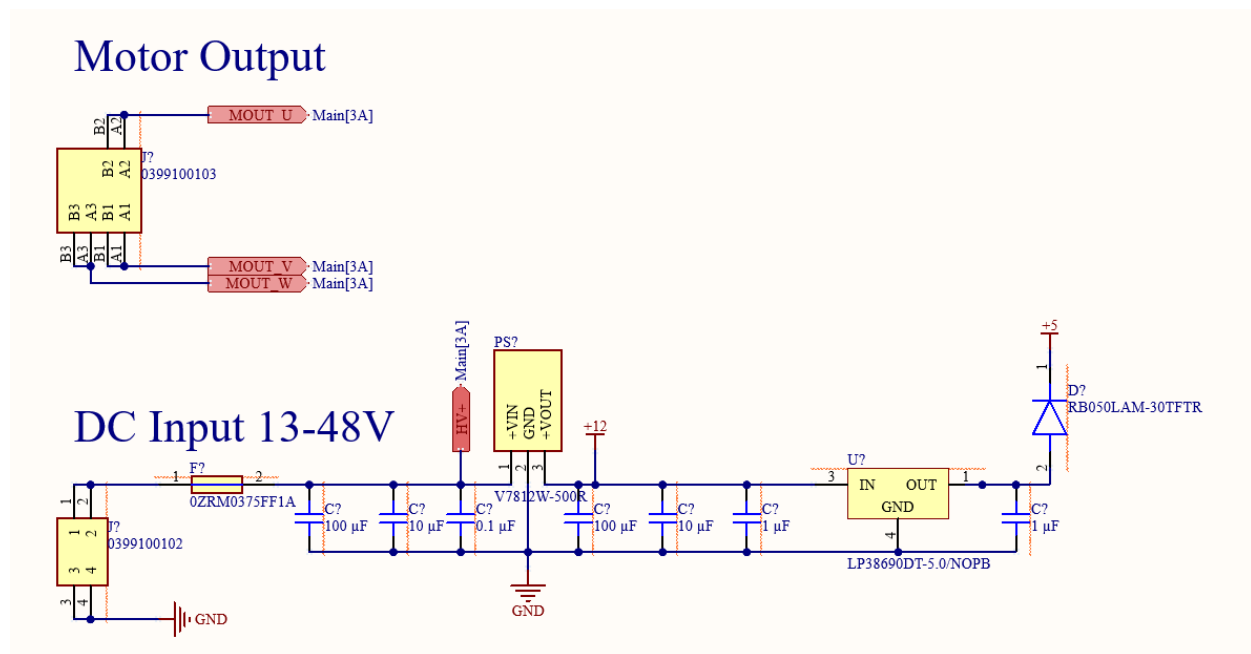 Motor Output
B2
A2
MOUT_U
Main[3A]
J?
0399100103
B2
A2
B3
A3
B1
A1
B3
A3
B1
A1
MOUT_V
Main[3A]
MOUT_W
Main[3A]
DC Input 13-48V
Main[3A]
HV+
PS?
+VIN
GND
+VOUT
1
2
3
V7812W-500R
+12
+5
1
D?
RB050LAM-30TFTR
2
F?
1
2
0ZRM0375FF1A
C?
100 µF
C?
10 µF
C?
0.1 µF
C?
100 µF
C?
10 µF
C?
1 µF
U?
3
IN
OUT
1
GND
4
LP38690DT-5.0/NOPB
C?
1 µF
1
2
J?
0399100102
1
2
3
4
3
4
GND
GND